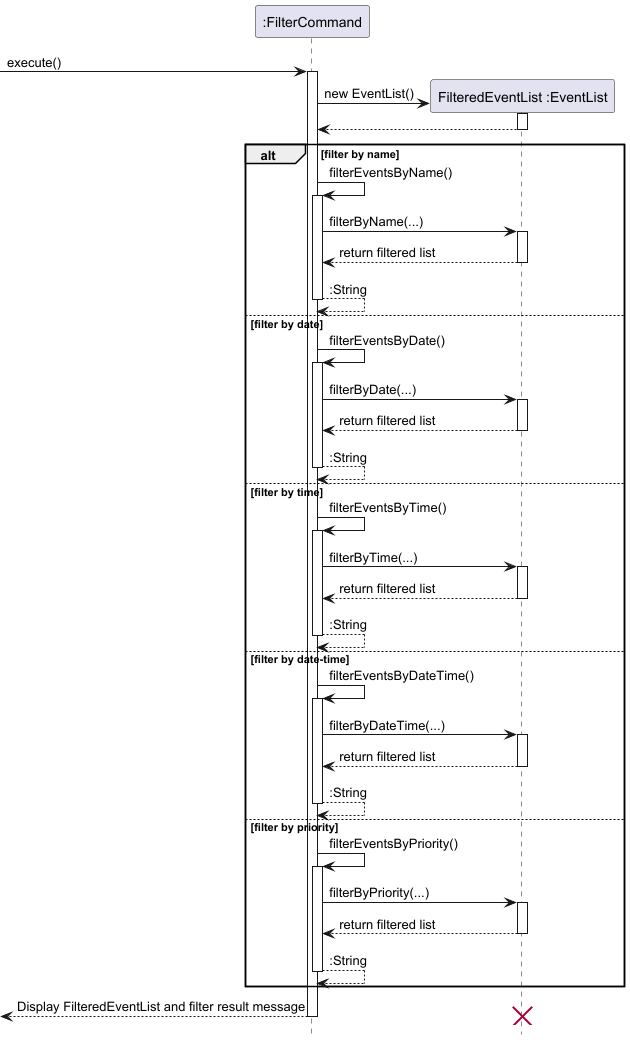 :FilterCommand
execute()
new EventList()
FilteredEventList :EventList
alt
[filter by name]
filterEventsByName()
filterByName(...)
return filtered list
:String
[filter by date]
filterEventsByDate()
filterByDate(...)
return filtered list
:String
[filter by time]
filterEventsByTime()
filterByTime(...)
return filtered list
:String
[filter by date-time]
filterEventsByDateTime()
filterByDateTime(...)
return filtered list
:String
[filter by priority]
filterEventsByPriority()
filterByPriority(...)
return filtered list
:String
Display FilteredEventList and filter result message